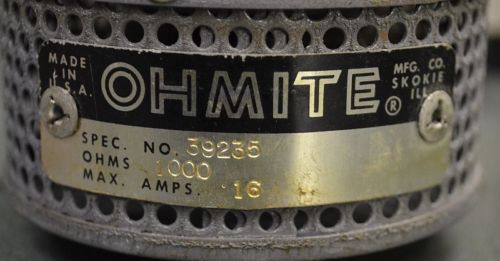 MADE
IN
U.S.A.
OHMITE®
MFG. CO.
SKOKIE
ILL.
SPEC. NO. 39235
OHMS 1000
MAX. AMPS. 16